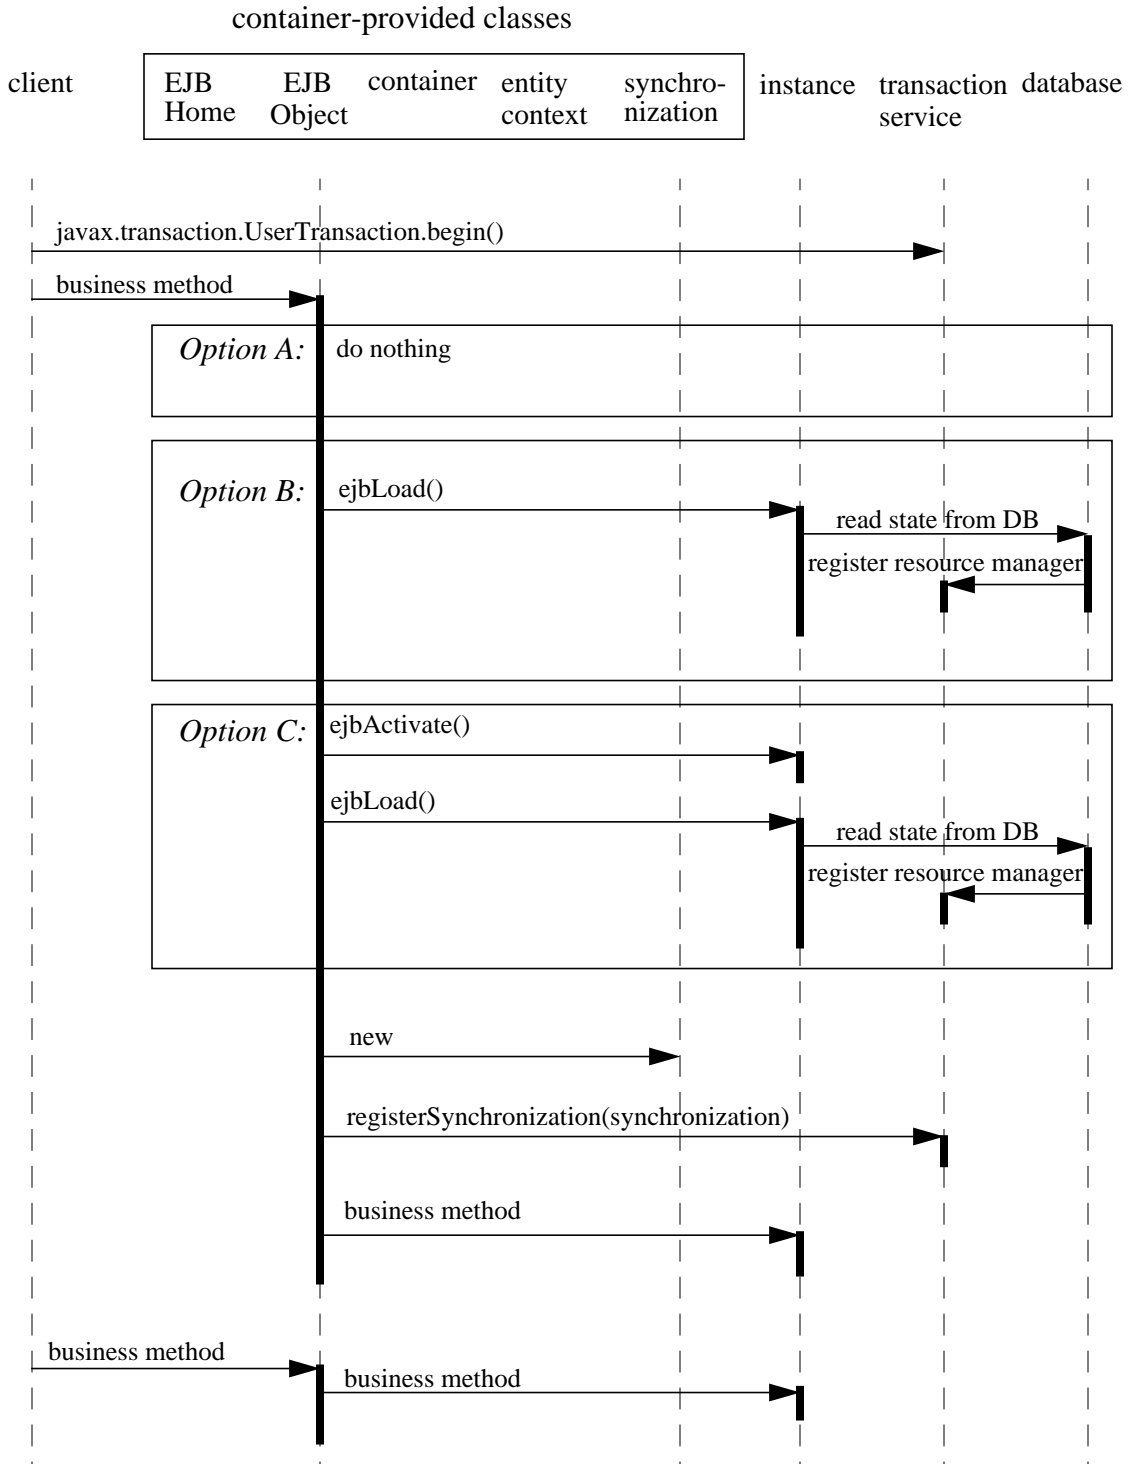 container-provided classes
client
EJB
Home
EJB
Object
container
entity
context
synchro-
nization
instance
transaction
service
database
javax.transaction.UserTransaction.begin()
business method
Option A:
do nothing
Option B:
ejbLoad()
read state from DB
register resource manager
Option C:
ejbActivate()
ejbLoad()
read state from DB
register resource manager
new
registerSynchronization(synchronization)
business method
business method
business method